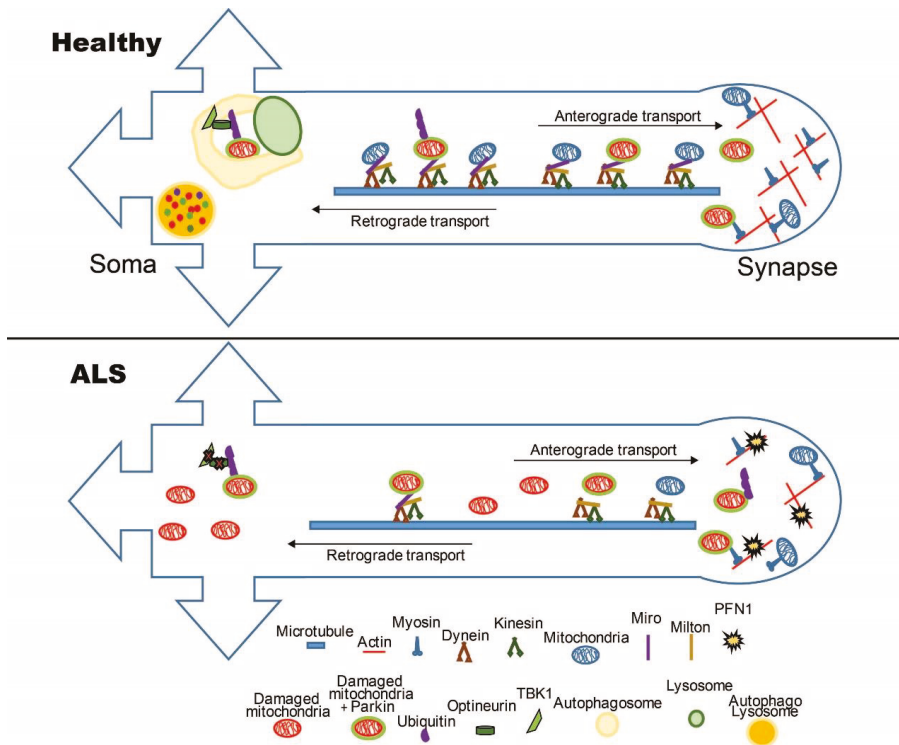 Healthy
Anterograde transport
Retrograde transport
Soma
Synapse
ALS
Anterograde transport
Retrograde transport
Microtubule
Actin
Myosin
Dynein
Kinesin
Mitochondria
Miro
Milton
PFN1
Damaged
mitochondria
Damaged
mitochondria
+ Parkin
Ubiquitin
Optineurin
TBK1
Autophagosome
Lysosome
Autophago
Lysosome